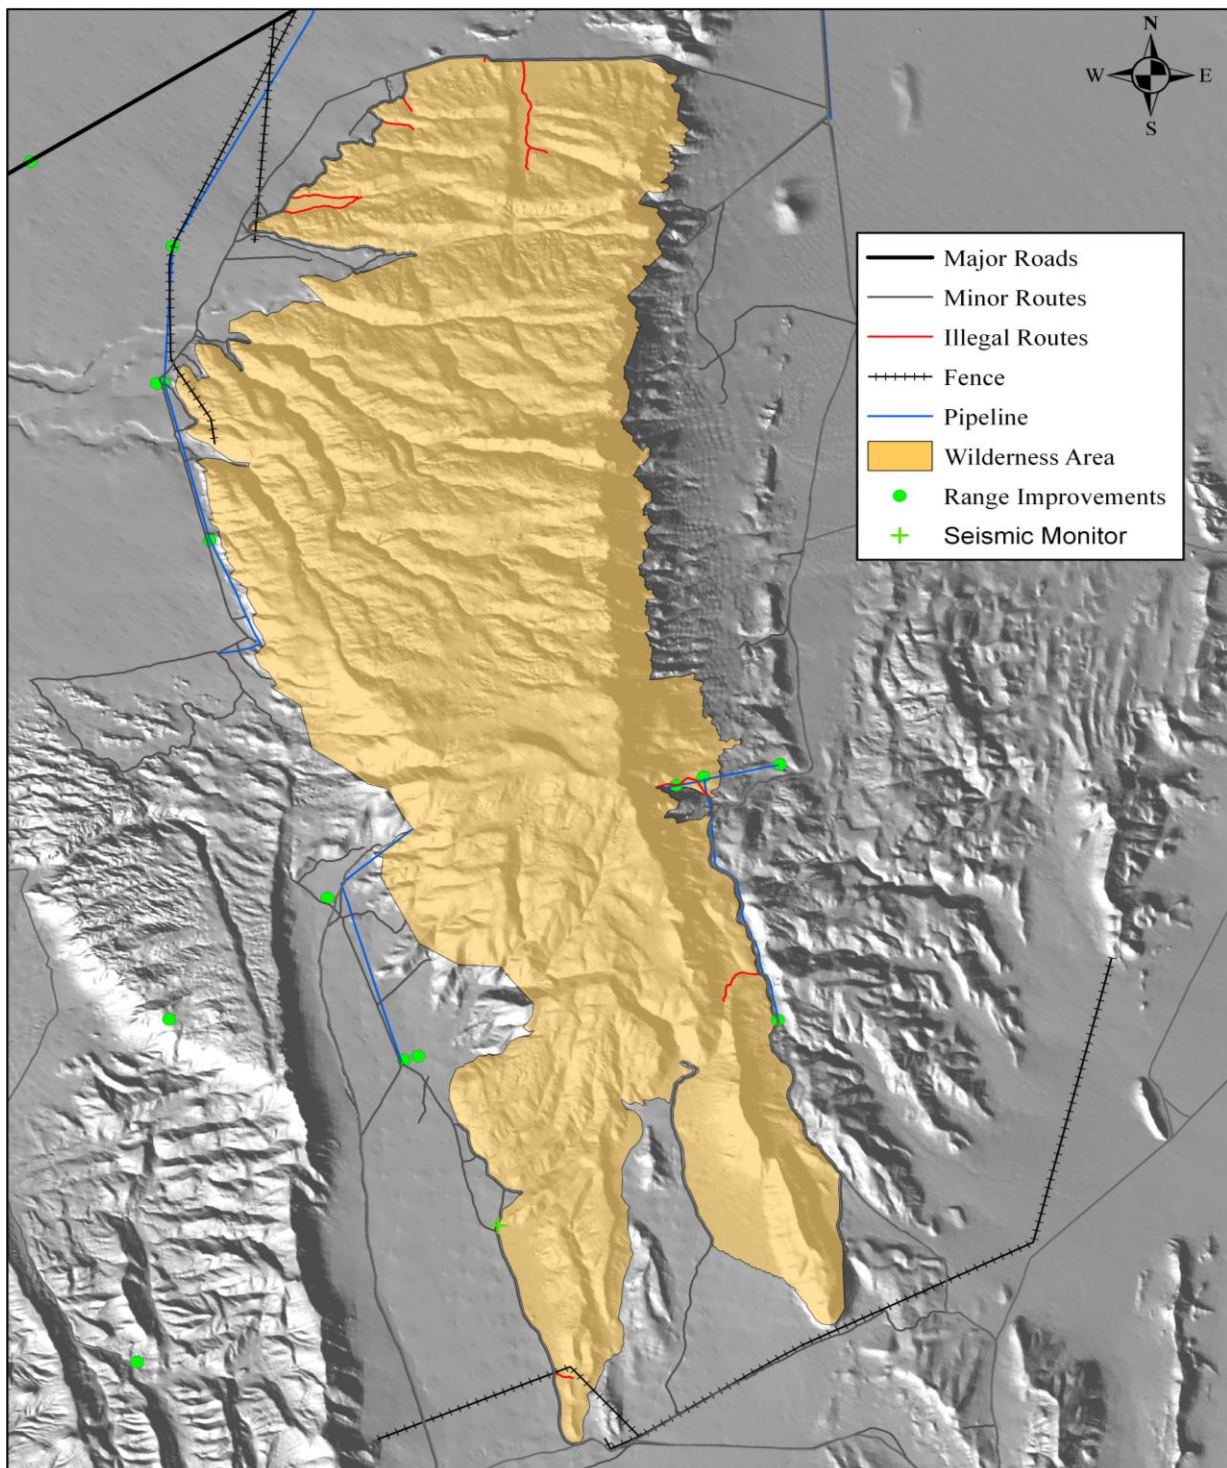 N
W E
S
Major Roads
Minor Routes
Illegal Routes
Fence
Pipeline
Wilderness Area
Range Improvements
Seismic Monitor